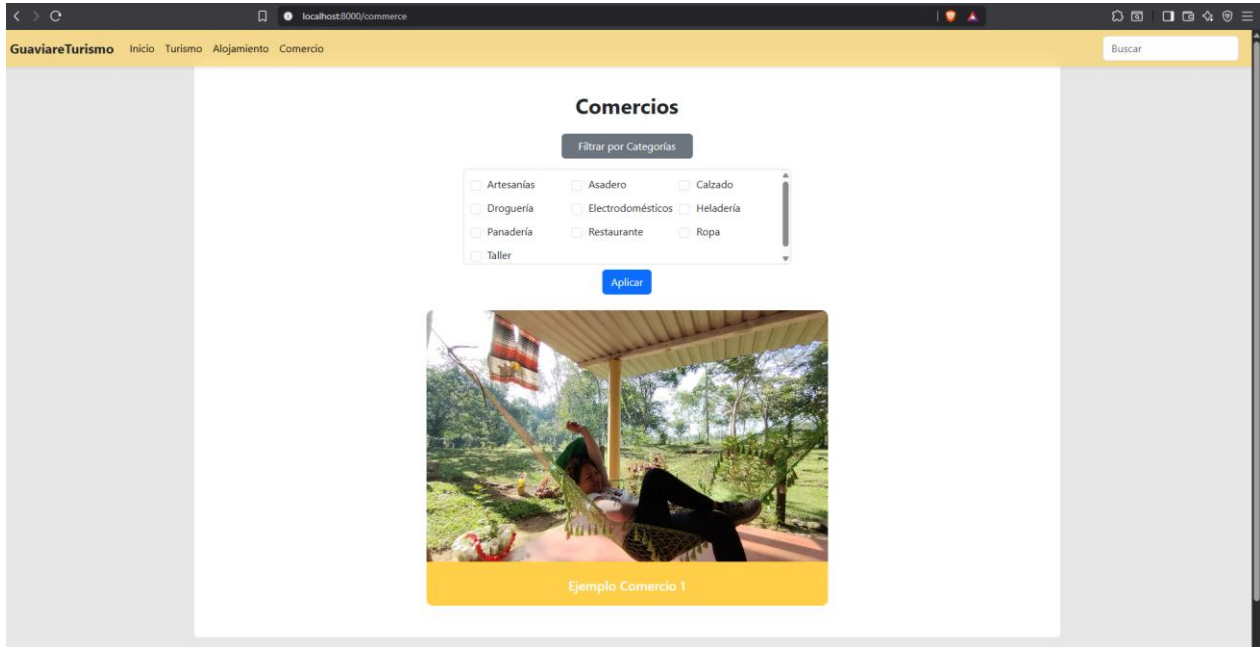 localhost:8000/commerce
GuaviareTurismo Inicio Turismo Alojamiento Comercio Buscar
Comercios
Filtrar por Categorías
Artesanías Asadero Calzado
Droguería Electrodomésticos Heladería
Panadería Restaurante Ropa
Taller
Aplicar
Ejemplo Comercio 1